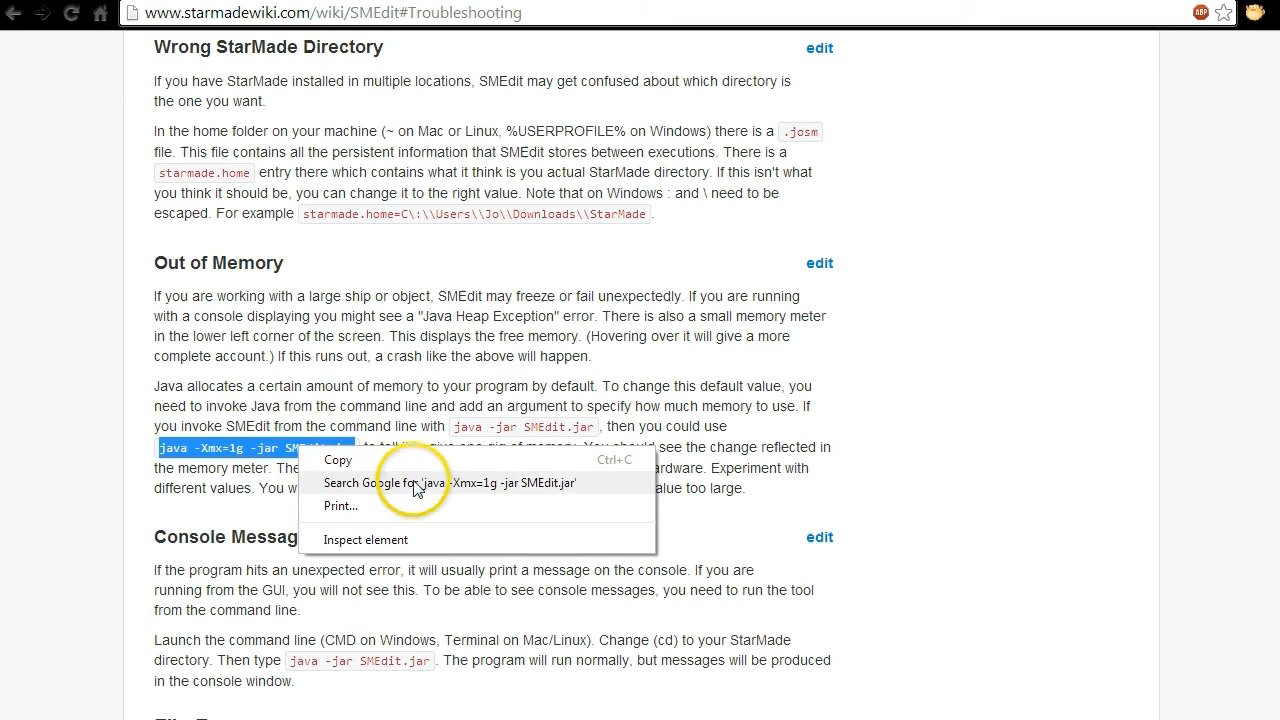 www.starmadewiki.com/wiki/SMEdit#Troubleshooting
ABP
Wrong StarMade Directory edit
If you have StarMade installed in multiple locations, SMEdit may get confused about which directory is
the one you want.
In the home folder on your machine (~ on Mac or Linux, %USERPROFILE% on Windows) there is a .josm
file. This file contains all the persistent information that SMEdit stores between executions. There is a
starmade.home entry there which contains what it think is you actual StarMade directory. If this isn't what
you think it should be, you can change it to the right value. Note that on Windows : and \ need to be
escaped. For example starmade.home=C\:\\Users\\Jo\\Downloads\\StarMade .
Out of Memory edit
If you are working with a large ship or object, SMEdit may freeze or fail unexpectedly. If you are running
with a console displaying you might see a "Java Heap Exception" error. There is also a small memory meter
in the lower left corner of the screen. This displays the free memory. (Hovering over it will give a more
complete account.) If this runs out, a crash like the above will happen.
Java allocates a certain amount of memory to your program by default. To change this default value, you
need to invoke Java from the command line and add an argument to specify how much memory to use. If
you invoke SMEdit from the command line with java -jar SMEdit.jar , then you could use
java -Xmx=1g -jar see the change reflected in
the memory meter. ardware. Experiment with
different values. You w value too large.
Copy Ctrl+C
Search Google for 'java -Xmx=1g -jar SMEdit.jar'
Print...
Inspect element
Console Messag edit
If the program hits an unexpected error, it will usually print a message on the console. If you are
running from the GUI, you will not see this. To be able to see console messages, you need to run the tool
from the command line.
Launch the command line (CMD on Windows, Terminal on Mac/Linux). Change (cd) to your StarMade
directory. Then type java -jar SMEdit.jar . The program will run normally, but messages will be produced
in the console window.